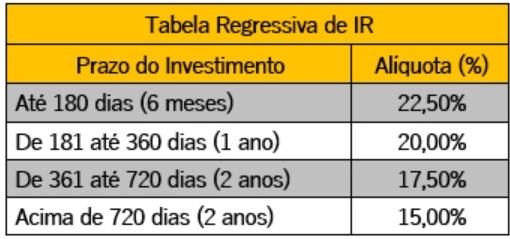 Tabela Regressiva de IR
Prazo do Investimento Alíquota (%)
Até 180 dias (6 meses) 22,50%
De 181 até 360 dias (1 ano) 20,00%
De 361 até 720 dias (2 anos) 17,50%
Acima de 720 dias (2 anos) 15,00%